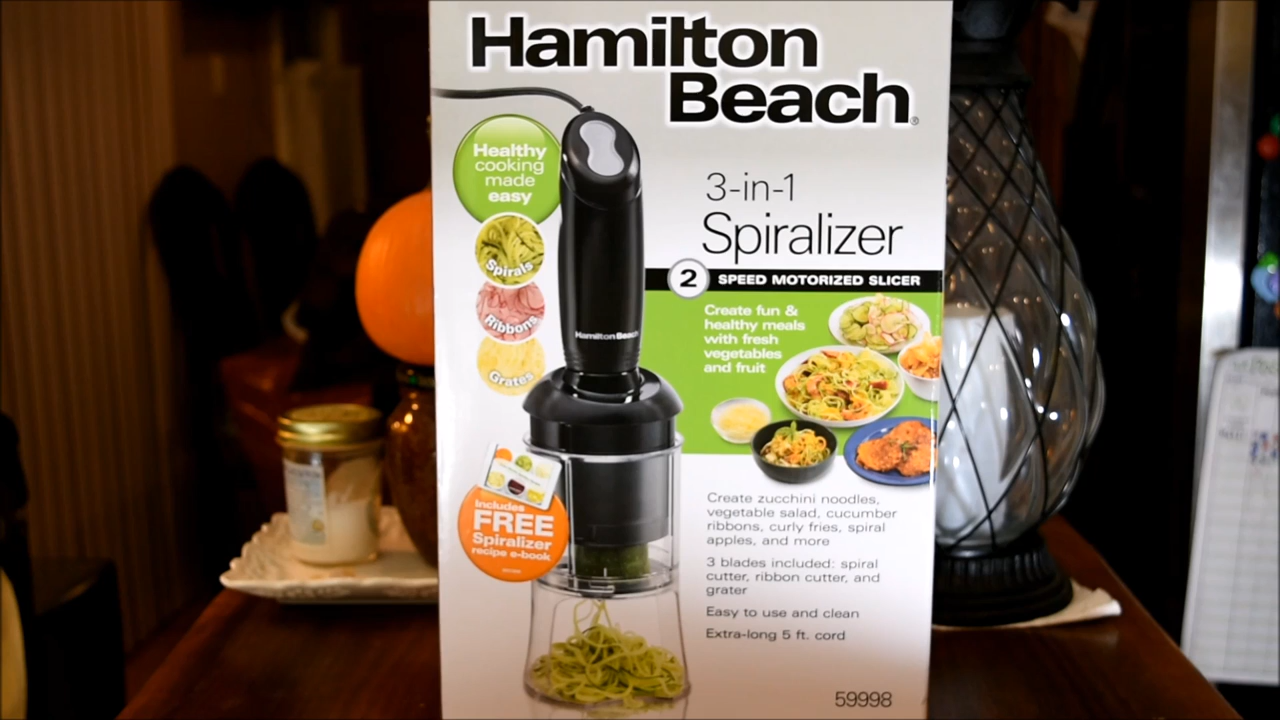 Hamilton
Beach®
Healthy
cooking
made
easy
3-in-1
Spiralizer
Spirals
2 SPEED MOTORIZED SLICER
Ribbons
Create fun &
healthy meals
with fresh
vegetables
and fruit
Hamilton Beach
Grates
Includes
FREE
Spiralizer
recipe e-book
Create zucchini noodles,
vegetable salad, cucumber
ribbons, curly fries, spiral
apples, and more
3 blades included: spiral
cutter, ribbon cutter, and
grater
Easy to use and clean
Extra-long 5 ft. cord
59998